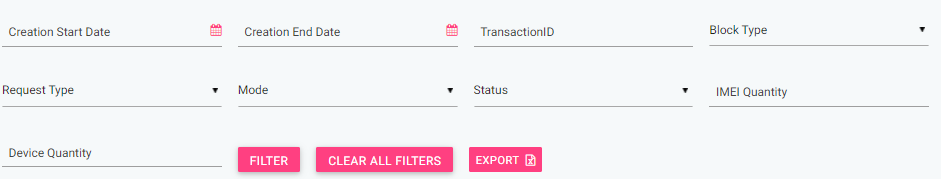 Creation Start Date
Creation End Date
TransactionID
Block Type
Request Type
Mode
Status
IMEI Quantity
Device Quantity
FILTER
CLEAR ALL FILTERS
EXPORT